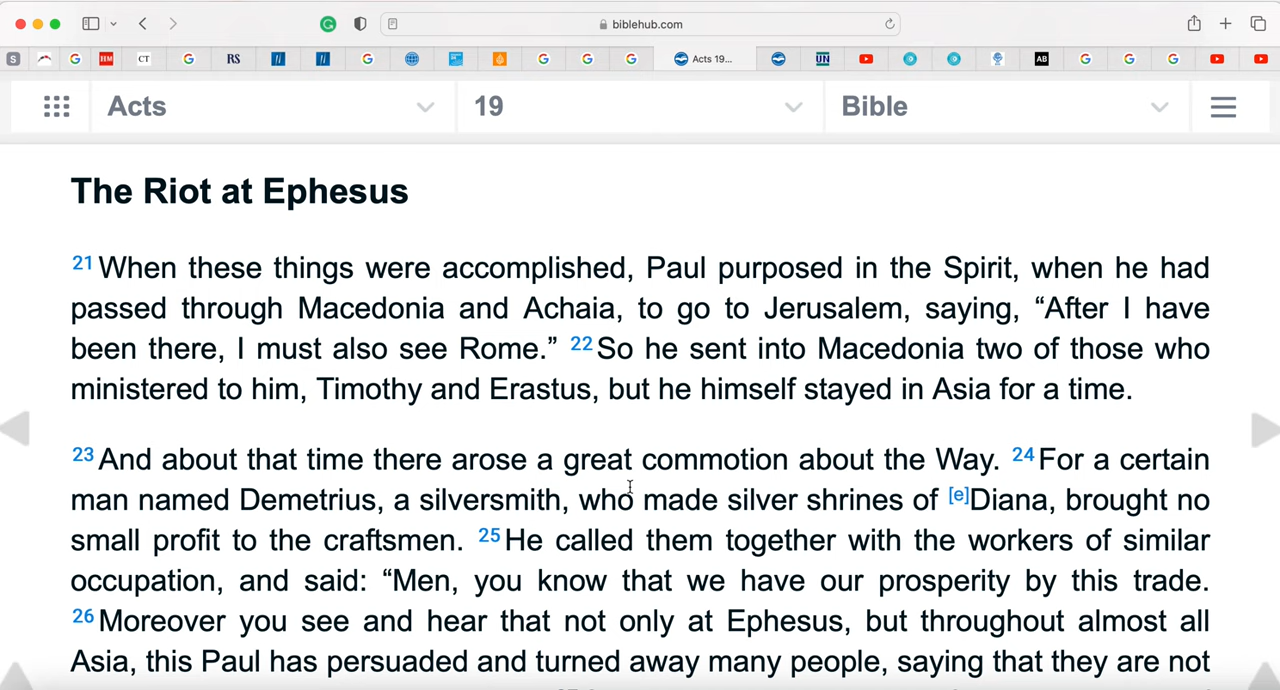 biblehub.com
S G HM CT G RS G G G G Acts 19... UN AB G G G
Acts 19 Bible
The Riot at Ephesus
21 When these things were accomplished, Paul purposed in the Spirit, when he had
passed through Macedonia and Achaia, to go to Jerusalem, saying, “After I have
been there, I must also see Rome.” 22 So he sent into Macedonia two of those who
ministered to him, Timothy and Erastus, but he himself stayed in Asia for a time.
23 And about that time there arose a great commotion about the Way. 24 For a certain
man named Demetrius, a silversmith, who made silver shrines of [e]Diana, brought no
small profit to the craftsmen. 25 He called them together with the workers of similar
occupation, and said: “Men, you know that we have our prosperity by this trade.
26 Moreover you see and hear that not only at Ephesus, but throughout almost all
Asia, this Paul has persuaded and turned away many people, saying that they are not